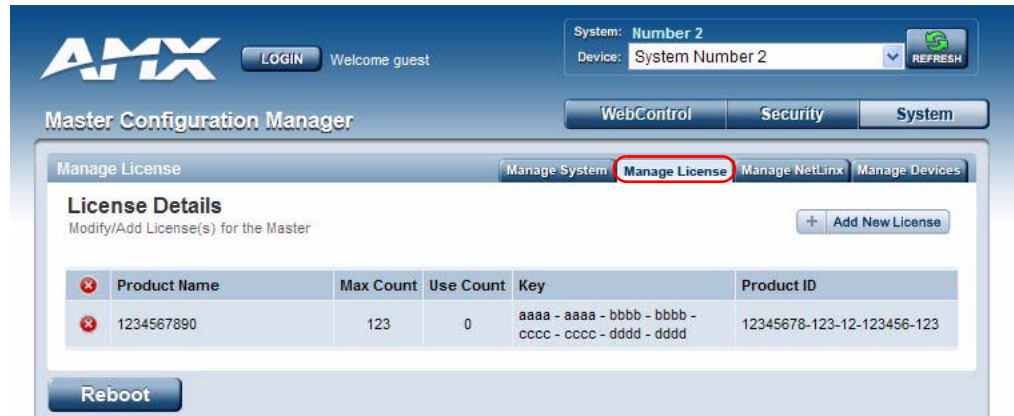 System: Number 2
AMX LOGIN Welcome guest
Device: System Number 2 REFRESH
Master Configuration Manager
WebControl Security System
Manage License
Manage System Manage License Manage NetLinx Manage Devices
License Details
Modify/Add License(s) for the Master
+ Add New License
Product Name Max Count Use Count Key Product ID
1234567890 123 0 aaaa - aaaa - bbbb - bbbb - 12345678-123-12-123456-123
cccc - cccc - dddd - dddd
Reboot